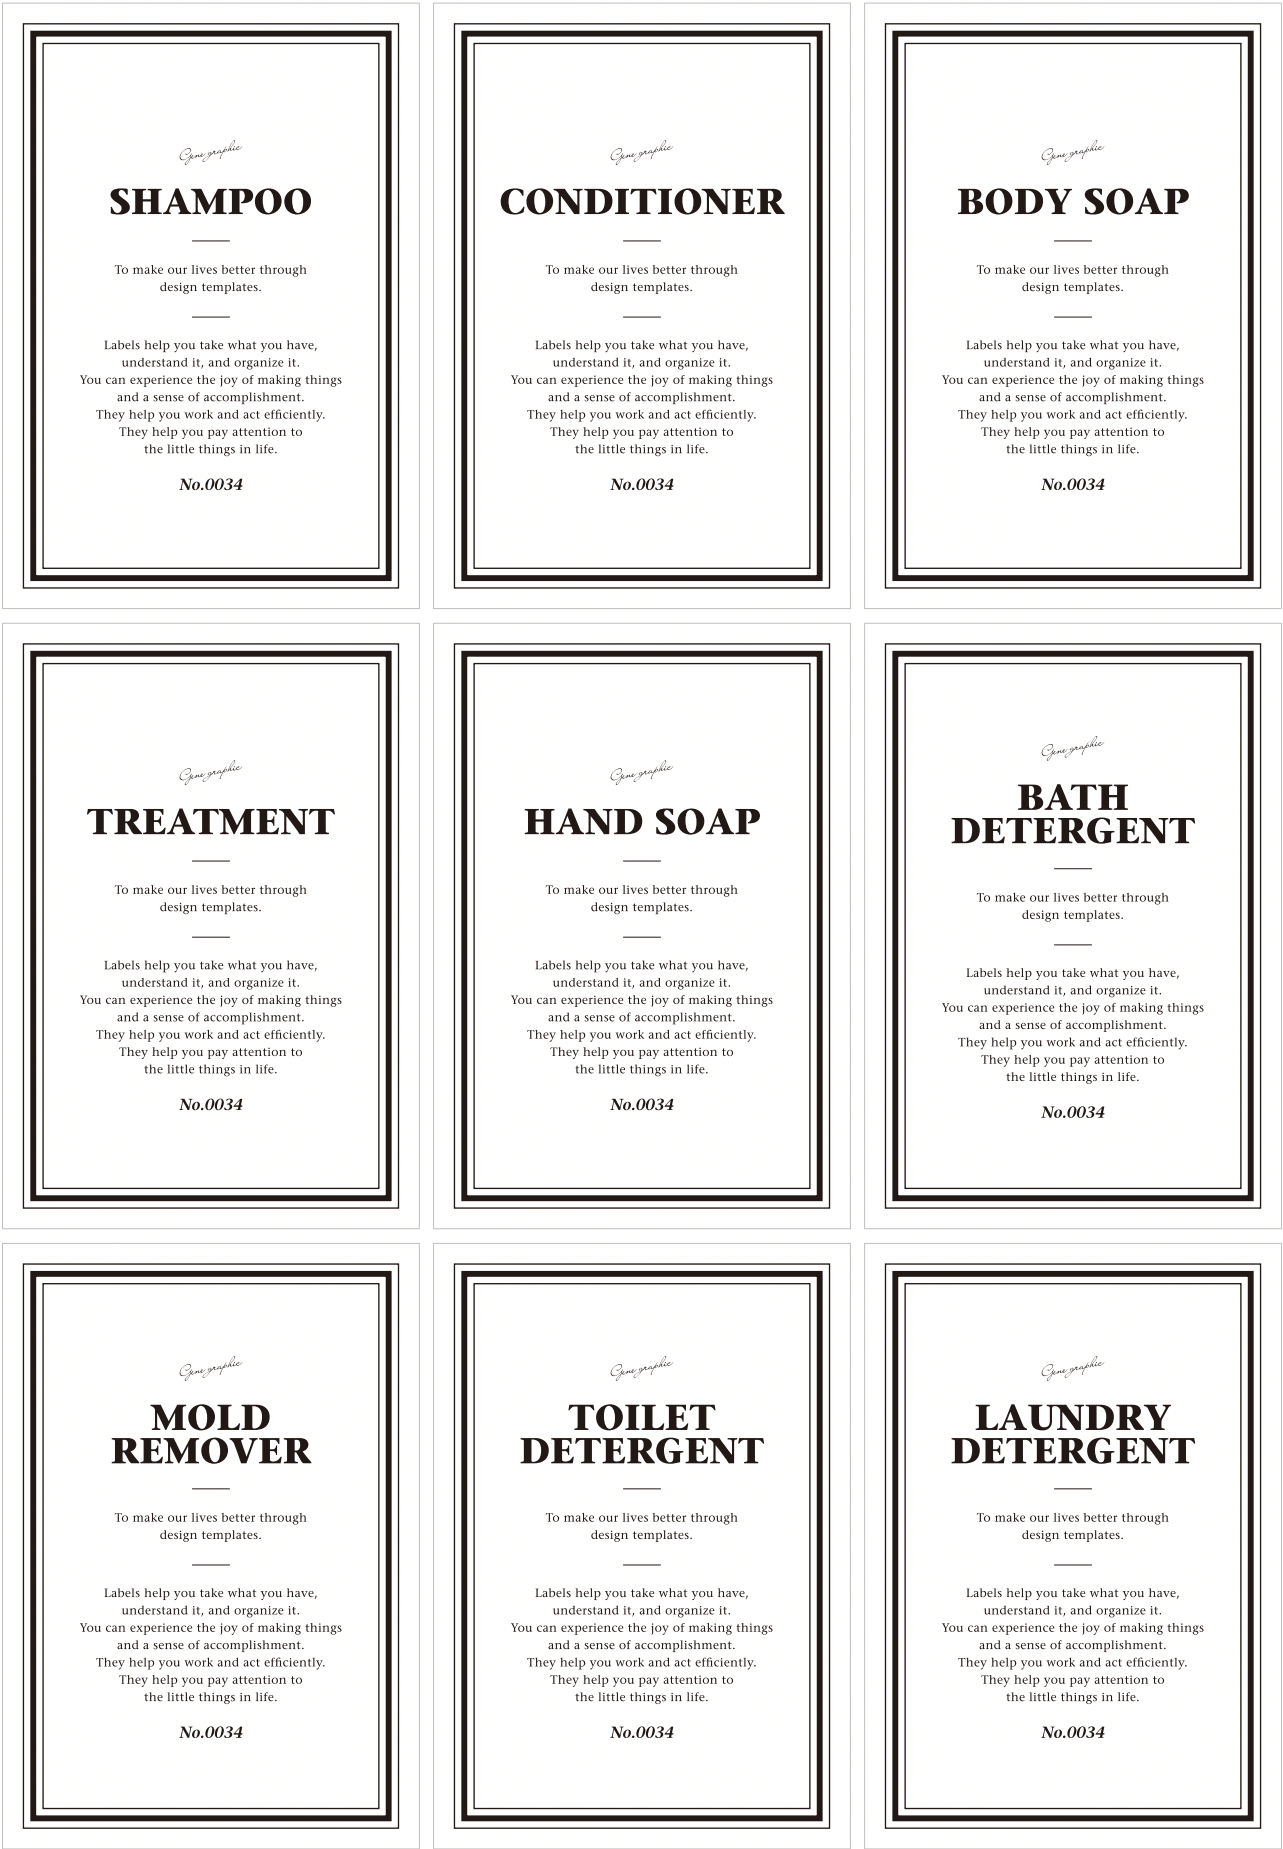 Gene graphic
SHAMPOO
To make our lives better through
design templates.
Labels help you take what you have,
understand it, and organize it.
You can experience the joy of making things
and a sense of accomplishment.
They help you work and act efficiently.
They help you pay attention to
the little things in life.
No.0034
Gene graphic
CONDITIONER
To make our lives better through
design templates.
Labels help you take what you have,
understand it, and organize it.
You can experience the joy of making things
and a sense of accomplishment.
They help you work and act efficiently.
They help you pay attention to
the little things in life.
No.0034
Gene graphic
BODY SOAP
To make our lives better through
design templates.
Labels help you take what you have,
understand it, and organize it.
You can experience the joy of making things
and a sense of accomplishment.
They help you work and act efficiently.
They help you pay attention to
the little things in life.
No.0034
Gene graphic
TREATMENT
To make our lives better through
design templates.
Labels help you take what you have,
understand it, and organize it.
You can experience the joy of making things
and a sense of accomplishment.
They help you work and act efficiently.
They help you pay attention to
the little things in life.
No.0034
Gene graphic
HAND SOAP
To make our lives better through
design templates.
Labels help you take what you have,
understand it, and organize it.
You can experience the joy of making things
and a sense of accomplishment.
They help you work and act efficiently.
They help you pay attention to
the little things in life.
No.0034
Gene graphic
BATH
DETERGENT
To make our lives better through
design templates.
Labels help you take what you have,
understand it, and organize it.
You can experience the joy of making things
and a sense of accomplishment.
They help you work and act efficiently.
They help you pay attention to
the little things in life.
No.0034
Gene graphic
MOLD
REMOVER
To make our lives better through
design templates.
Labels help you take what you have,
understand it, and organize it.
You can experience the joy of making things
and a sense of accomplishment.
They help you work and act efficiently.
They help you pay attention to
the little things in life.
No.0034
Gene graphic
TOILET
DETERGENT
To make our lives better through
design templates.
Labels help you take what you have,
understand it, and organize it.
You can experience the joy of making things
and a sense of accomplishment.
They help you work and act efficiently.
They help you pay attention to
the little things in life.
No.0034
Gene graphic
LAUNDRY
DETERGENT
To make our lives better through
design templates.
Labels help you take what you have,
understand it, and organize it.
You can experience the joy of making things
and a sense of accomplishment.
They help you work and act efficiently.
They help you pay attention to
the little things in life.
No.0034